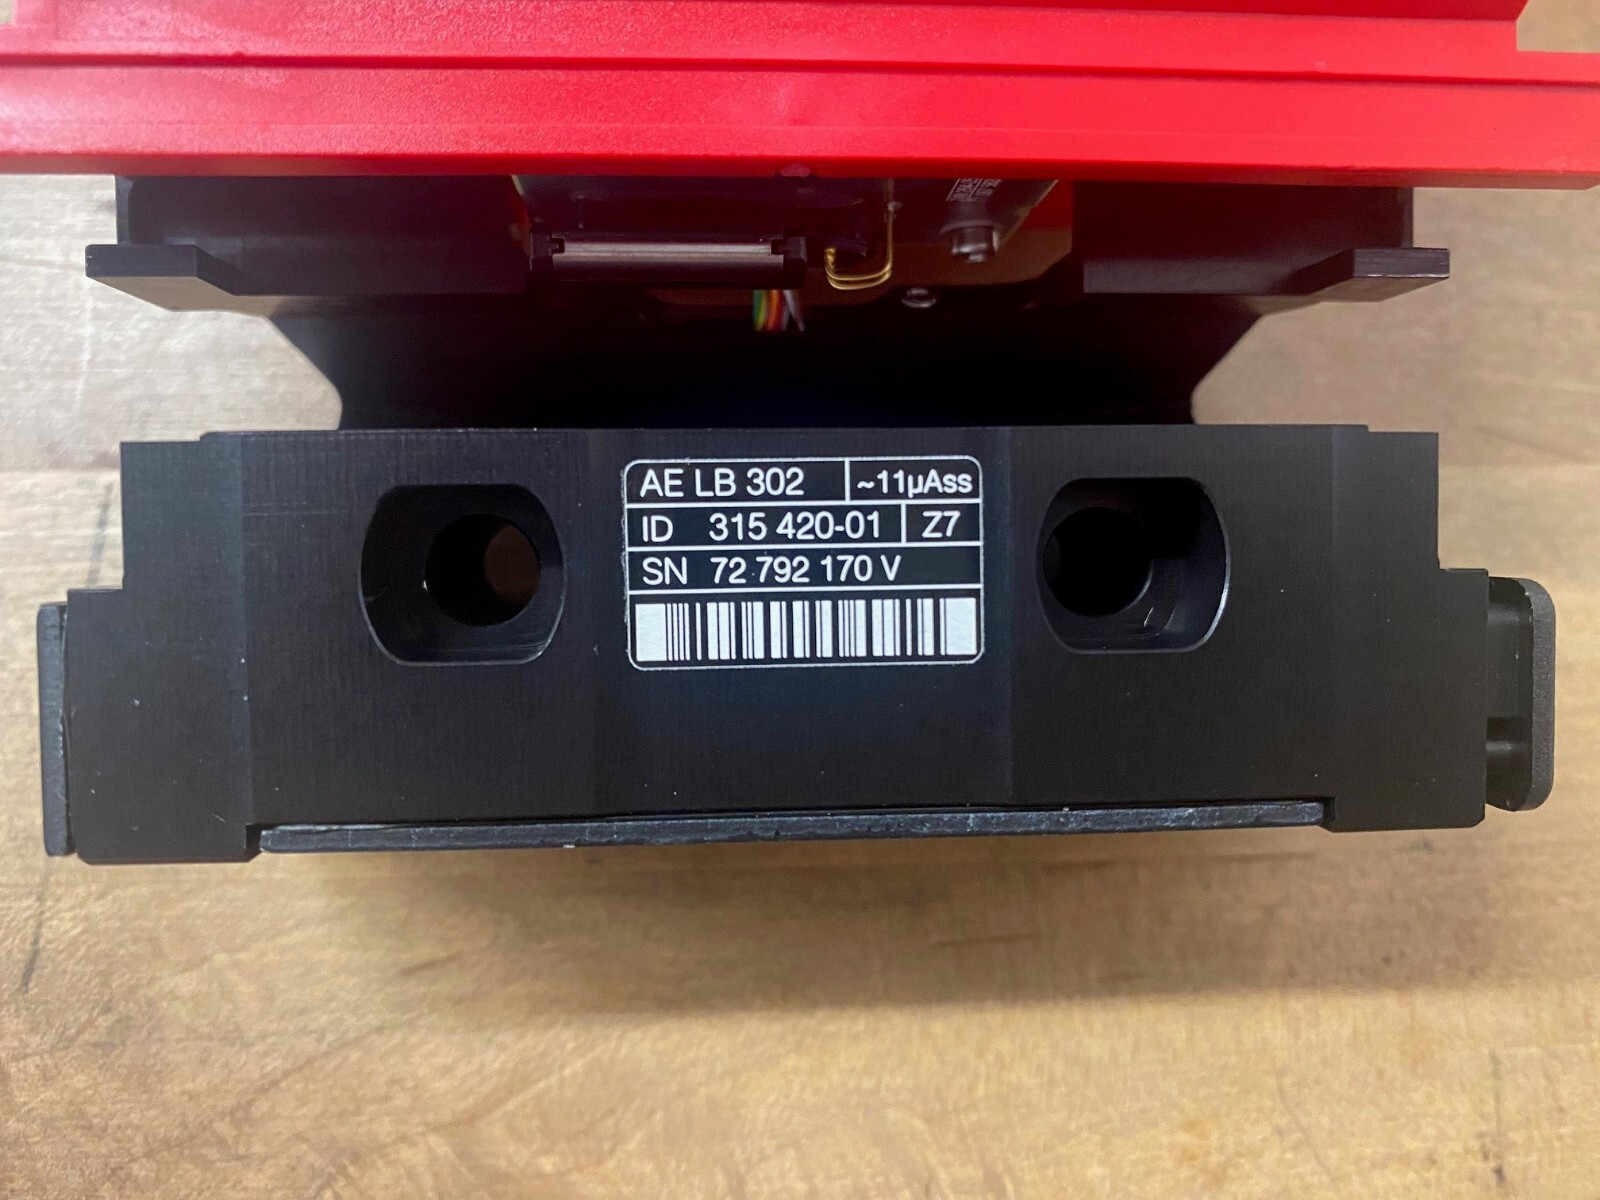 AE LB 302 ~11µAss
ID 315 420-01 Z7
SN 72 792 170 V